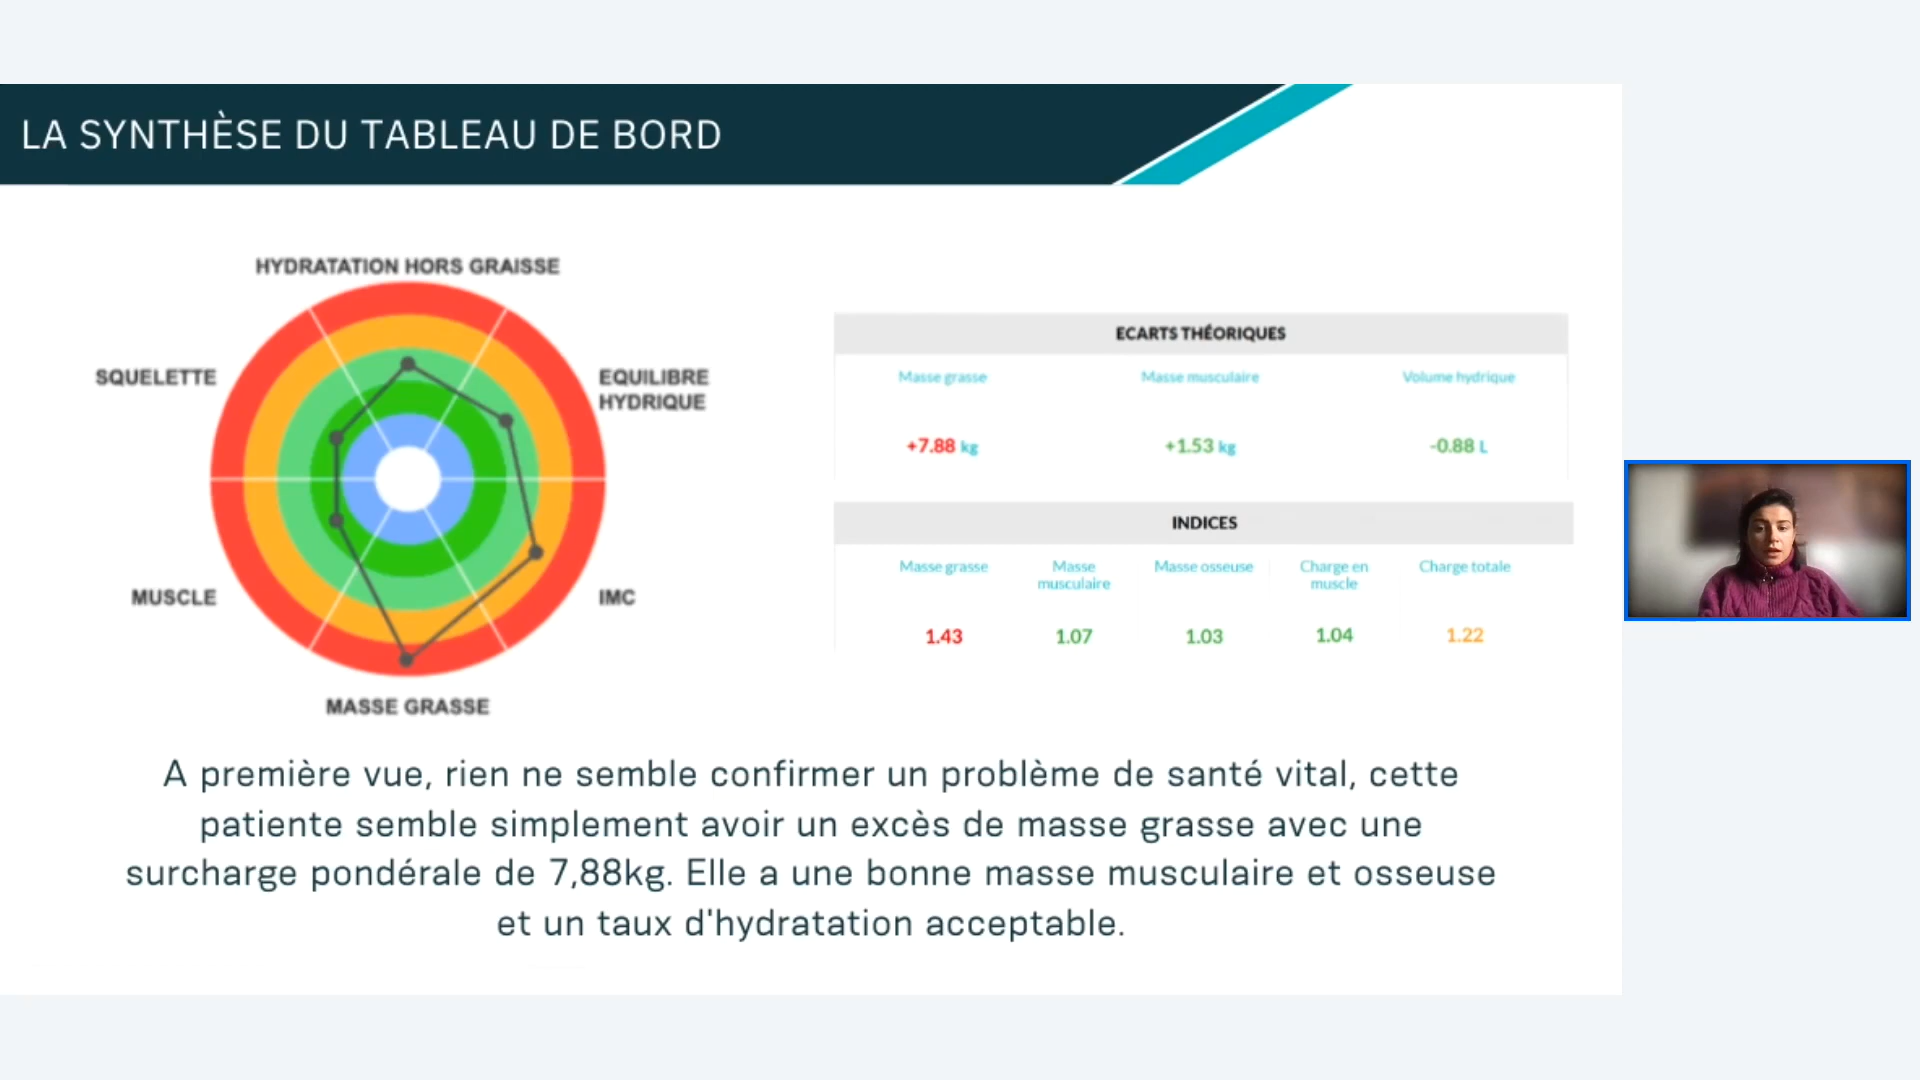 LA SYNTHÈSE DU TABLEAU DE BORD
HYDRATATION HORS GRAISSE
SQUELETTE
EQUILIBRE
HYDRIQUE
MUSCLE
IMC
MASSE GRASSE
ECARTS THÉORIQUES
Masse grasse Masse musculaire Volume hydrique
+7.88 kg +1.53 kg -0.88 L
INDICES
Masse grasse Masse musculaire Masse osseuse Charge en muscle Charge totale
1.43 1.07 1.03 1.04 1.22
A première vue, rien ne semble confirmer un problème de santé vital, cette
patiente semble simplement avoir un excès de masse grasse avec une
surcharge pondérale de 7,88kg. Elle a une bonne masse musculaire et osseuse
et un taux d'hydratation acceptable.